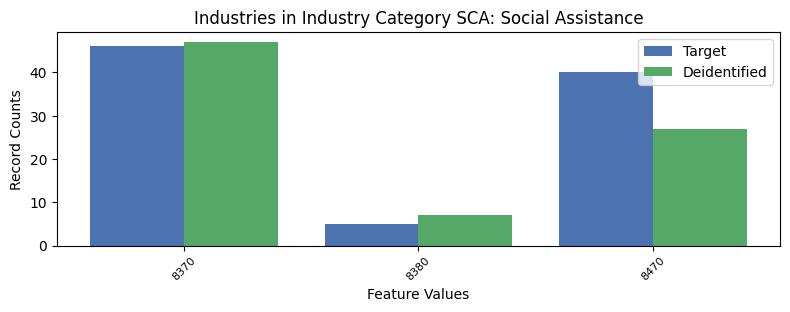 Industries in Industry Category SCA: Social Assistance
Target
Deidentified
Record Counts
40
30
20
10
0
8370
8380
8470
Feature Values